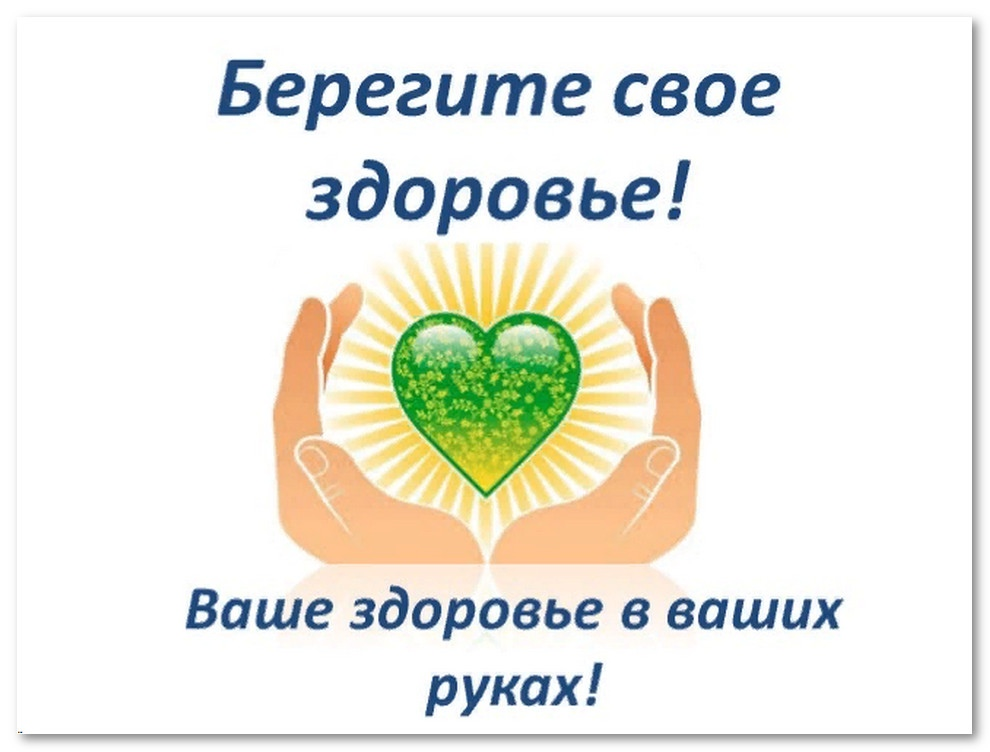 Берегите свое
здоровье!
Ваше здоровье в ваших
руках!